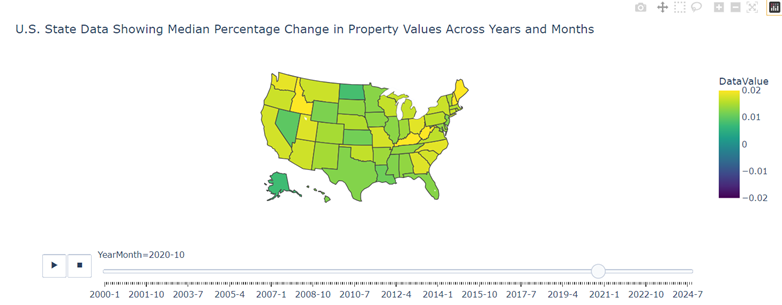 U.S. State Data Showing Median Percentage Change in Property Values Across Years and Months
DataValue
0.02
0.01
0
−0.01
−0.02
YearMonth=2020-10
2000-1 2001-10 2003-7 2005-4 2007-1 2008-10 2010-7 2012-4 2014-1 2015-10 2017-7 2019-4 2021-1 2022-10 2024-7